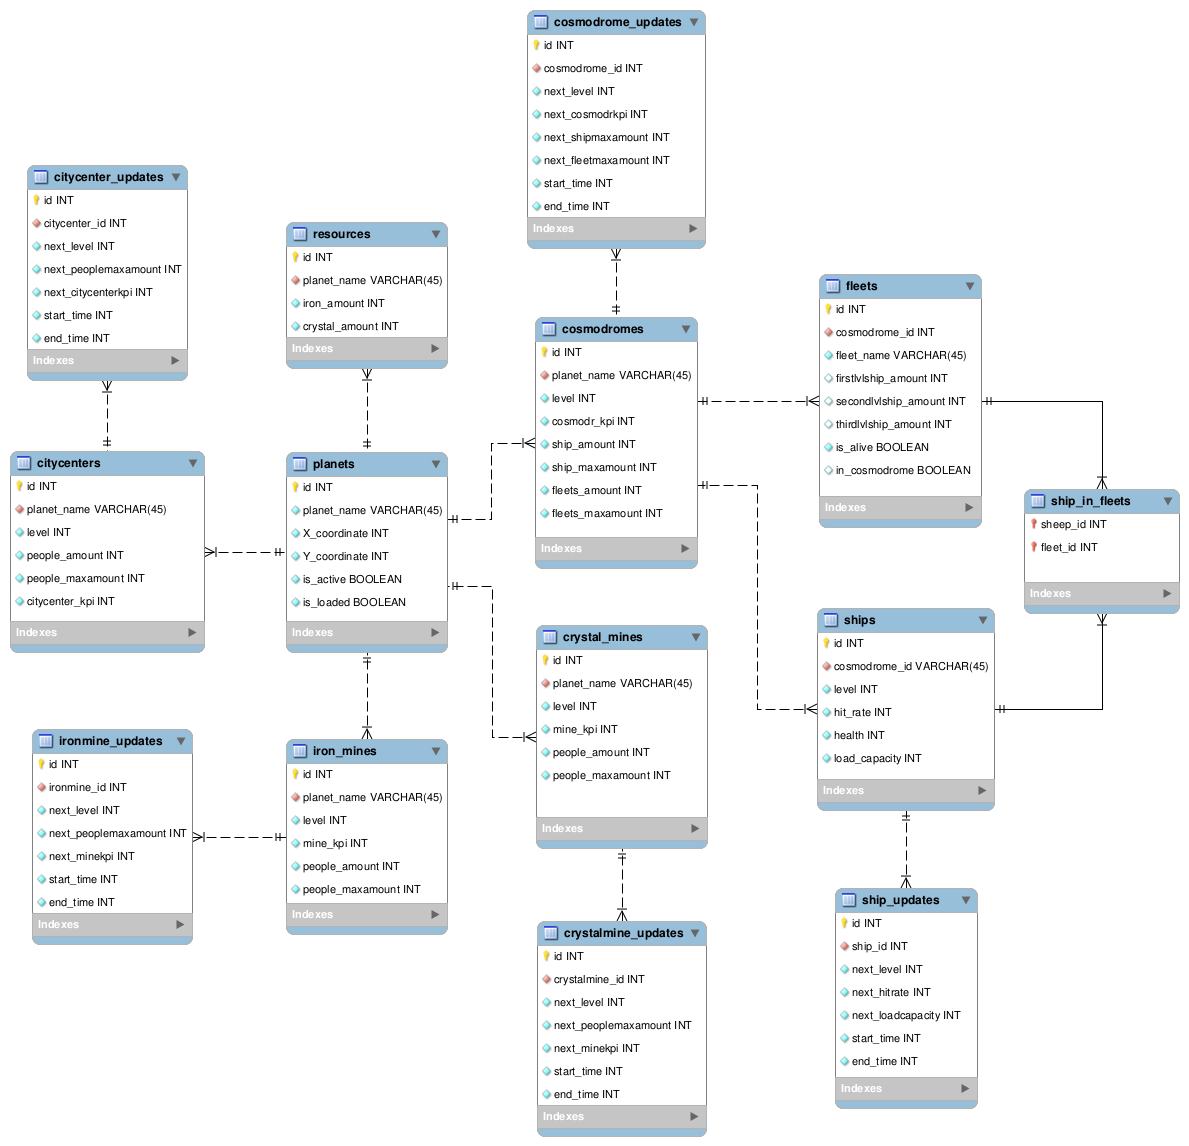 cosmodrome_updates
id INT
cosmodrome_id INT
next_level INT
next_cosmodrkpi INT
next_shipmaxamount INT
next_fleetmaxamount INT
start_time INT
end_time INT
Indexes
citycenter_updates
id INT
citycenter_id INT
next_level INT
next_peoplemaxamount INT
next_citycenterkpi INT
start_time INT
end_time INT
Indexes
resources
id INT
planet_name VARCHAR(45)
iron_amount INT
crystal_amount INT
Indexes
cosmodromes
id INT
planet_name VARCHAR(45)
level INT
cosmodr_kpi INT
ship_amount INT
ship_maxamount INT
fleets_amount INT
fleets_maxamount INT
Indexes
fleets
id INT
cosmodrome_id INT
fleet_name VARCHAR(45)
firstlvlship_amount INT
secondlvlship_amount INT
thirdlvlship_amount INT
is_alive BOOLEAN
in_cosmodrome BOOLEAN
Indexes
citycenters
id INT
planet_name VARCHAR(45)
level INT
people_amount INT
people_maxamount INT
citycenter_kpi INT
Indexes
planets
id INT
planet_name VARCHAR(45)
X_coordinate INT
Y_coordinate INT
is_active BOOLEAN
is_loaded BOOLEAN
Indexes
ship_in_fleets
sheep_id INT
fleet_id INT
Indexes
crystal_mines
id INT
planet_name VARCHAR(45)
level INT
mine_kpi INT
people_amount INT
people_maxamount INT
Indexes
ships
id INT
cosmodrome_id VARCHAR(45)
level INT
hit_rate INT
health INT
load_capacity INT
Indexes
ironmine_updates
id INT
ironmine_id INT
next_level INT
next_peoplemaxamount INT
next_minekpi INT
start_time INT
end_time INT
Indexes
iron_mines
id INT
planet_name VARCHAR(45)
level INT
mine_kpi INT
people_amount INT
people_maxamount INT
Indexes
crystalmine_updates
id INT
crystalmine_id INT
next_level INT
next_peoplemaxamount INT
next_minekpi INT
start_time INT
end_time INT
Indexes
ship_updates
id INT
ship_id INT
next_level INT
next_hitrate INT
next_loadcapacity INT
start_time INT
end_time INT
Indexes